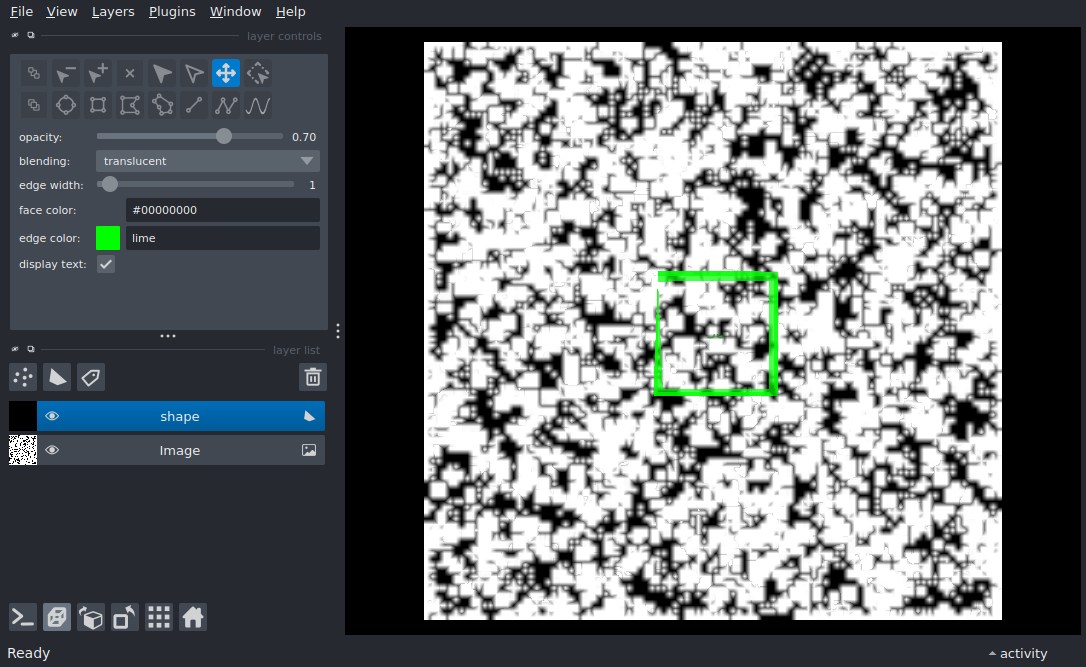 File View Layers Plugins Window Help
layer controls
opacity: 0.70
blending: translucent
edge width: 1
face color: #00000000
edge color: lime
display text:
layer list
shape
Image
Ready
activity